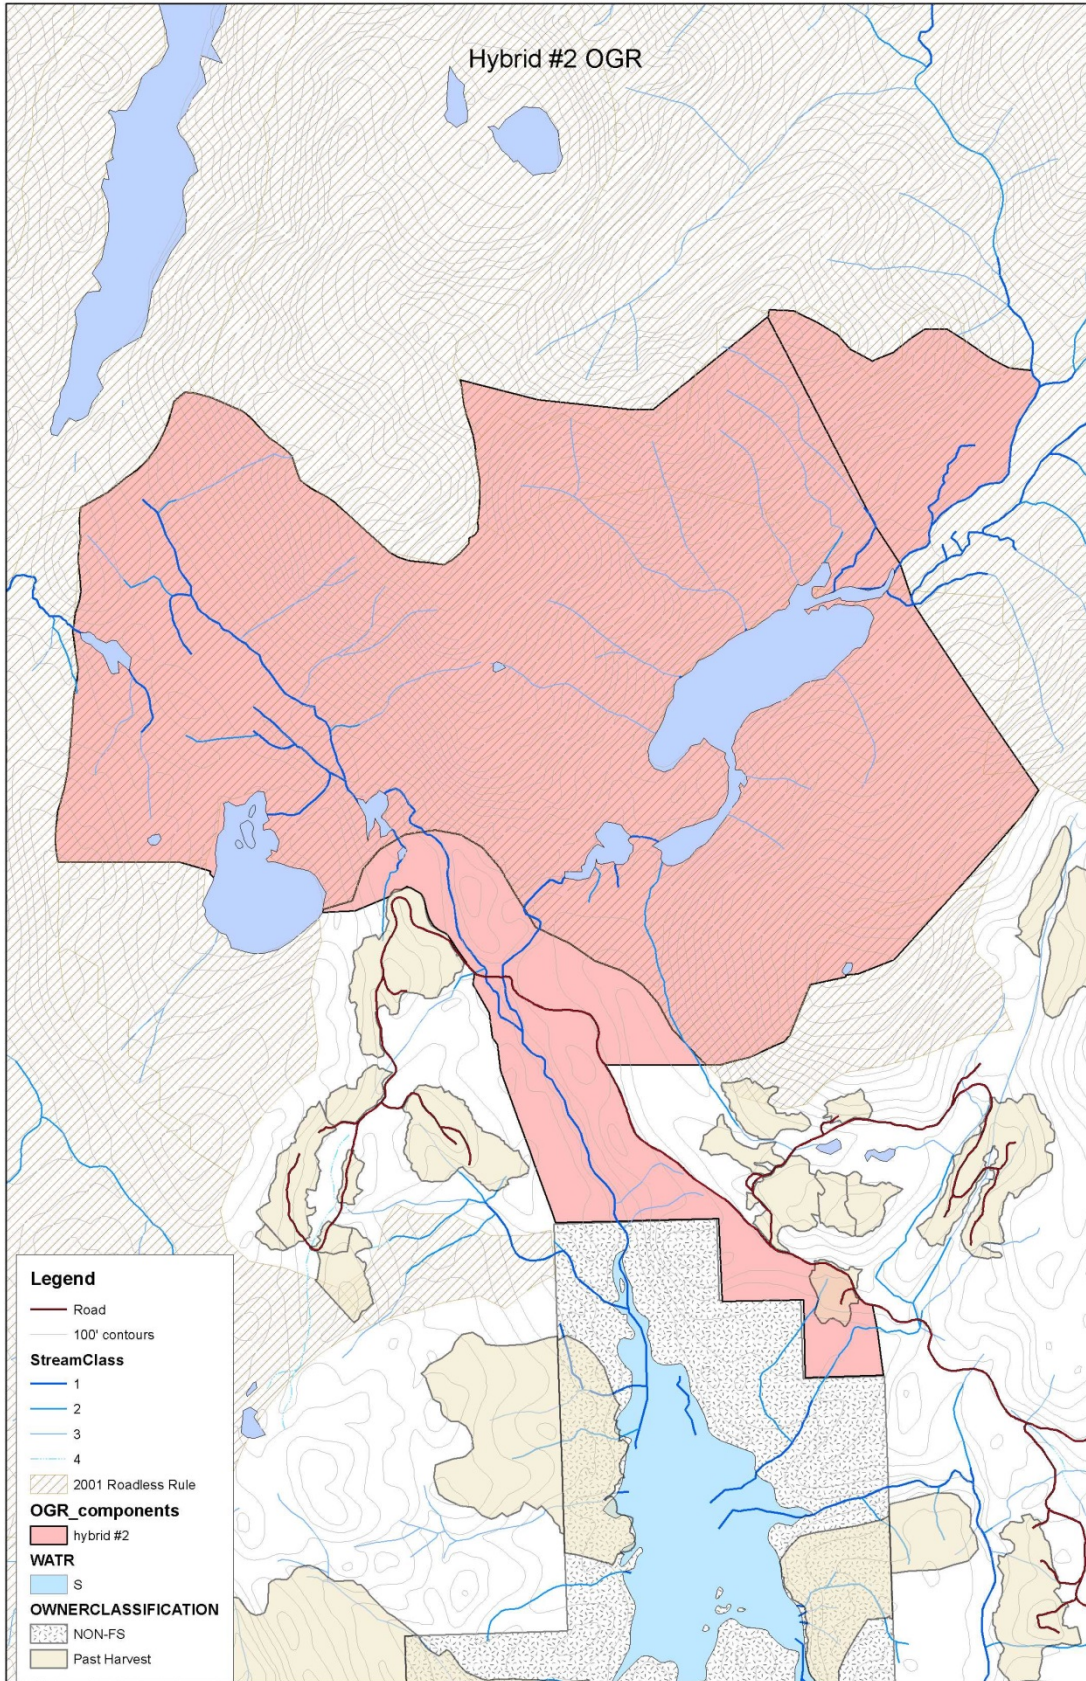 Hybrid #2 OGR
Legend
Road
100' contours
StreamClass
1
2
3
4
2001 Roadless Rule
OGR_components
hybrid #2
WATR
S
OWNERCLASSIFICATION
NON-FS
Past Harvest